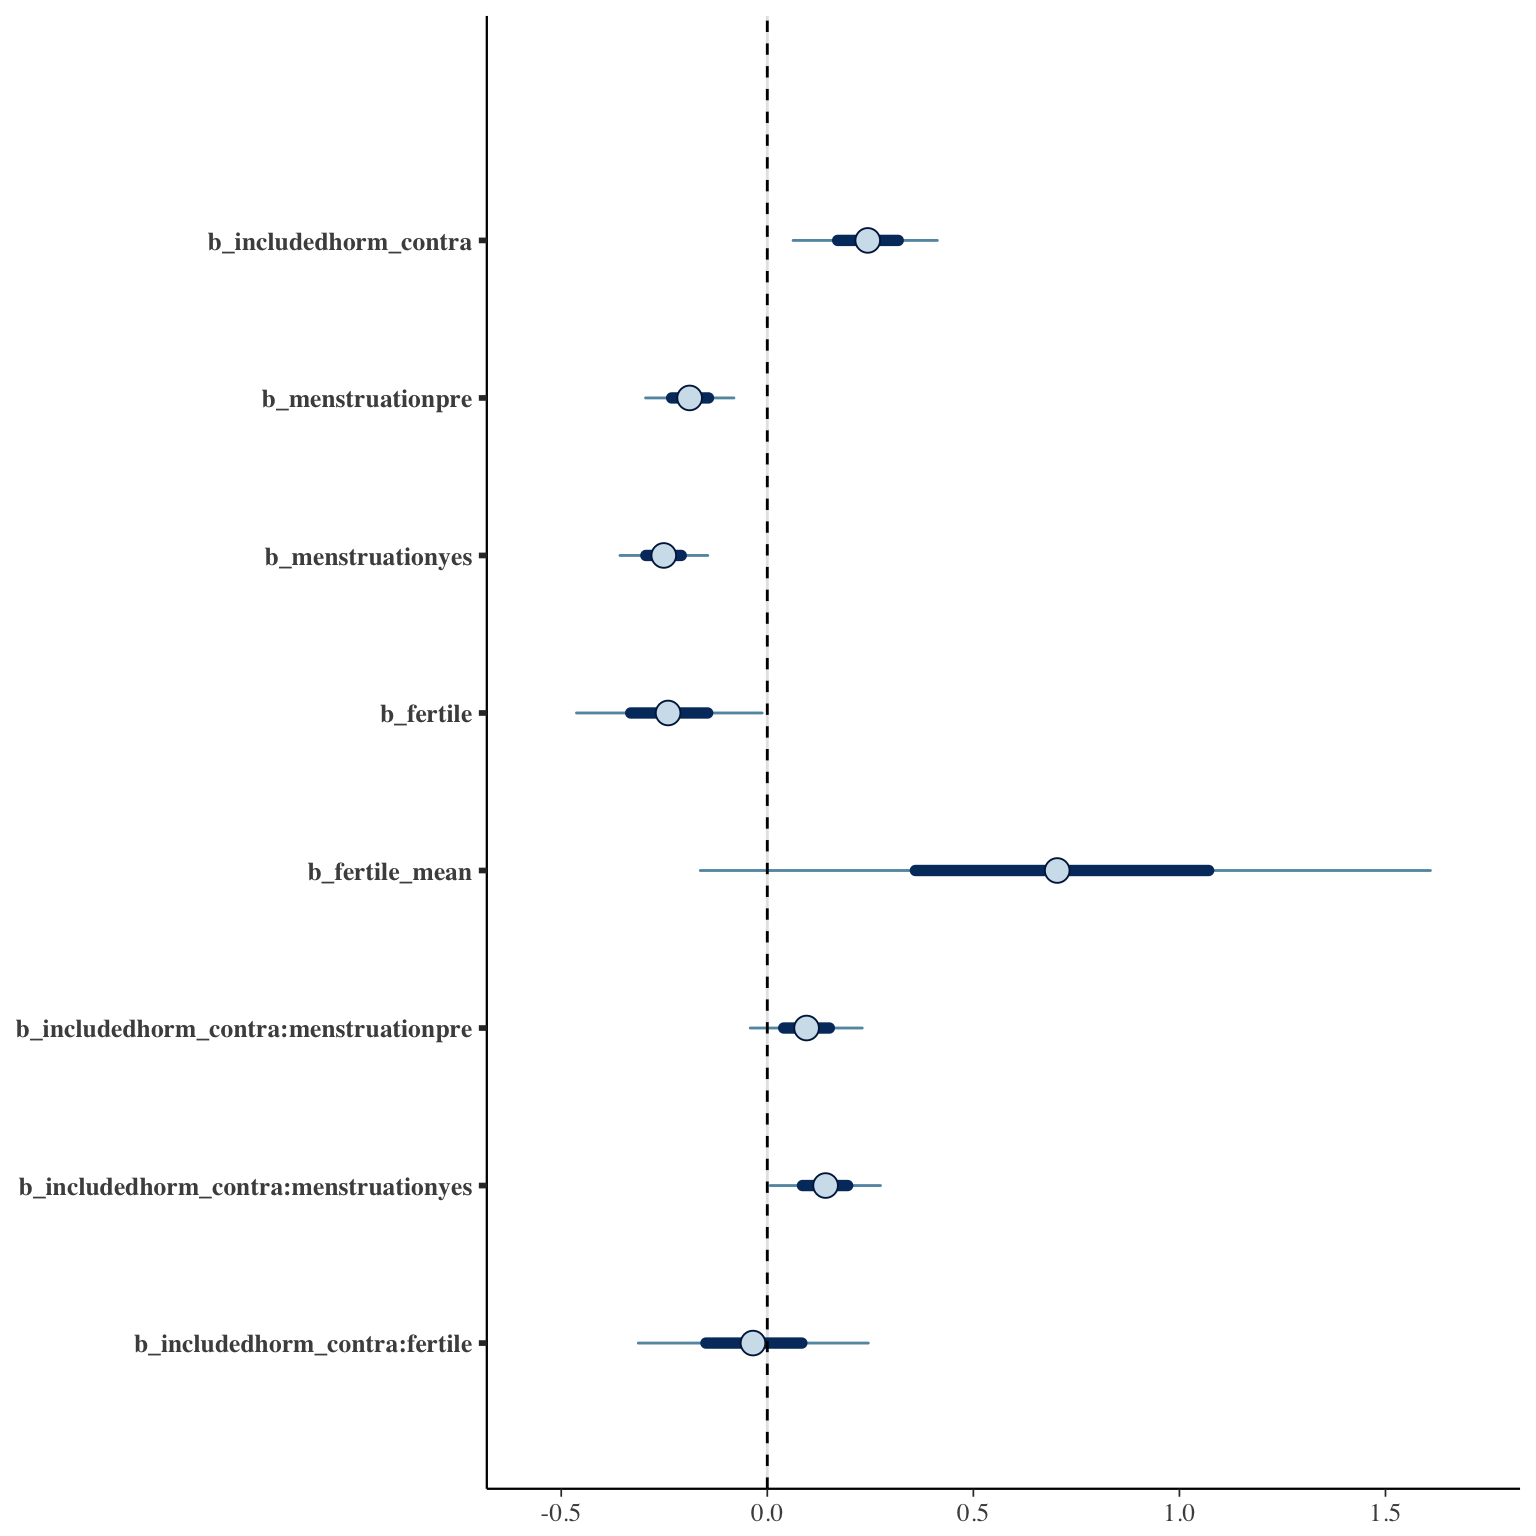 b_includedhorm_contra
b_menstruationpre
b_menstruationyes
b_fertile
b_fertile_mean
b_includedhorm_contra:menstruationpre
b_includedhorm_contra:menstruationyes
b_includedhorm_contra:fertile
-0.5 0.0 0.5 1.0 1.5